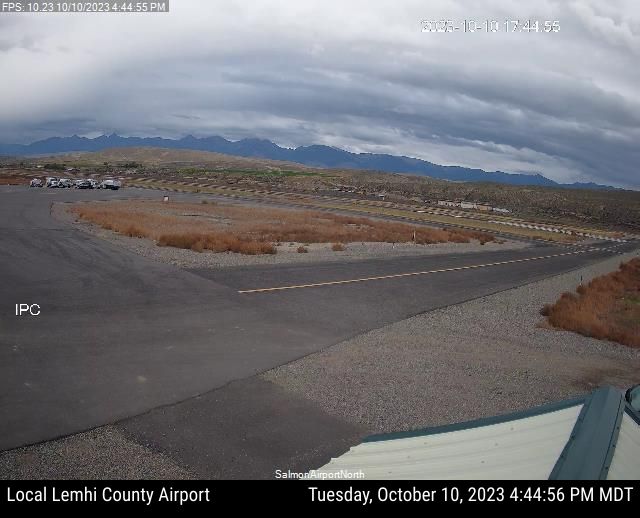 FPS: 10.23 10/10/2023 4:44:55 PM
2023-10-10 17:44:55
IPC
SalmonAirportNorth
Local Lemhi County Airport Tuesday, October 10, 2023 4:44:56 PM MDT